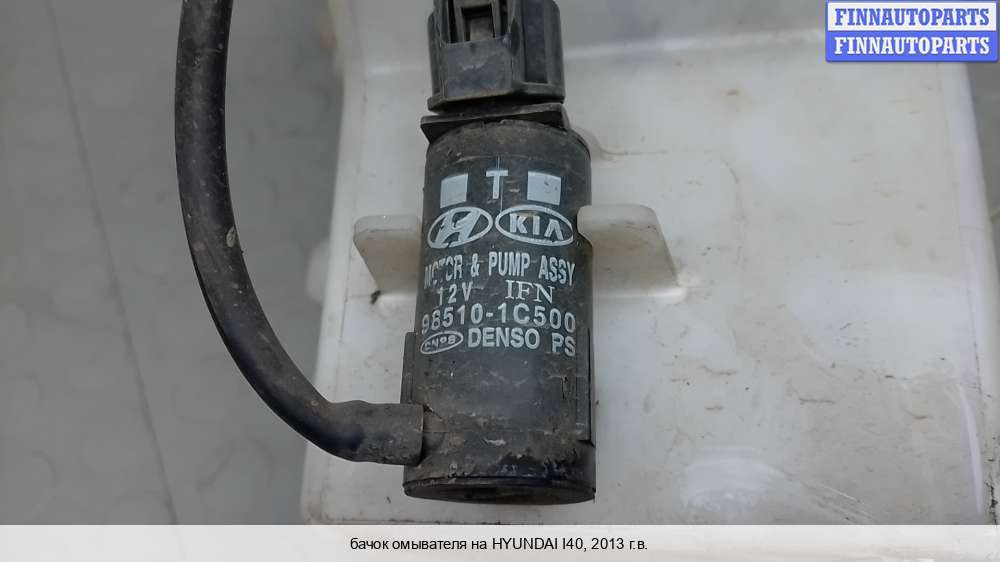 FINNAUTOPARTS
FINNAUTOPARTS
T
H KIA
MOTOR & PUMP ASSY
12V IFN
98510-1C500
DENSO PS
бачок омывателя на HYUNDAI I40, 2013 г.в.